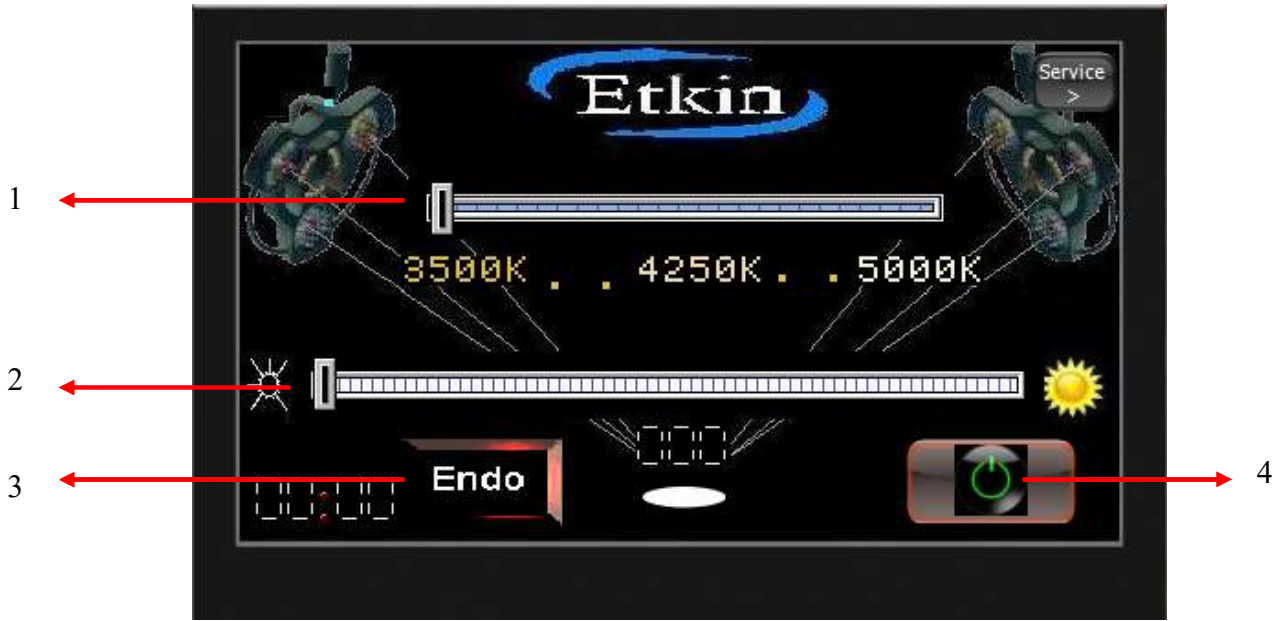 Etkin
Service
>
1
3500K . . 4250K . . 5000K
2
3
Endo
4